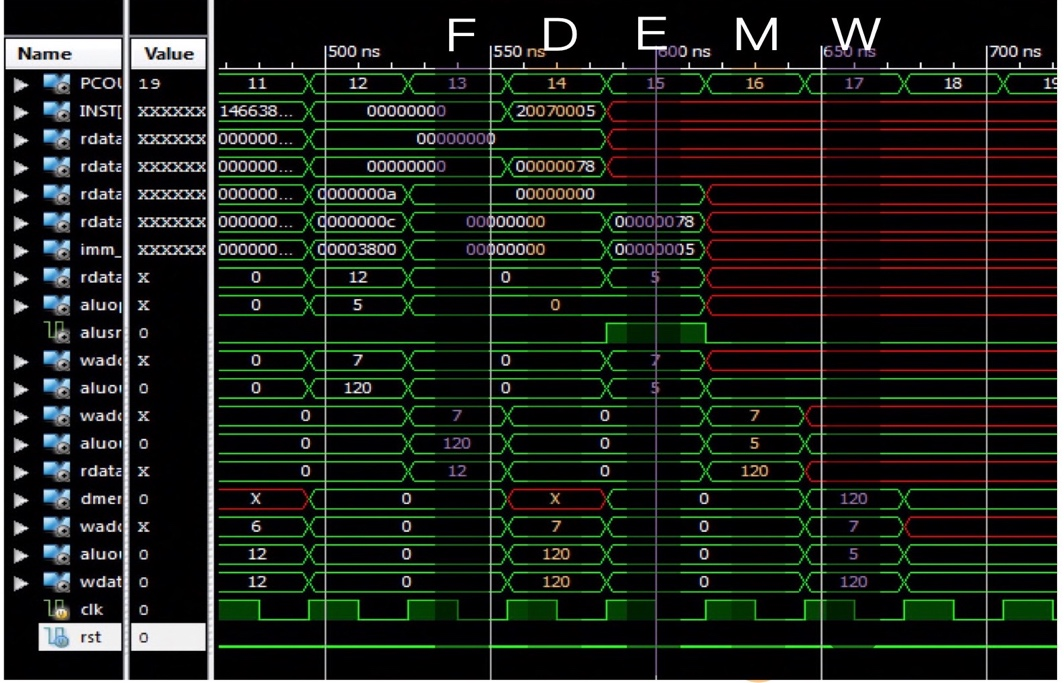 F D E M W
Name Value 500 ns 550 ns 600 ns 650 ns 700 ns
PCOU 19 11 12 13 14 15 16 17 18 19
INST[ XXXXXX 146638... 00000000 20070005
rdata XXXXXX 000000... 00000000
rdata XXXXXX 000000... 00000000 00000078
rdata XXXXXX 000000... 0000000a 00000000
rdata XXXXXX 000000... 0000000c 00000000 00000078
imm_ XXXXXX 000000... 00003800 00000000 00000005
rdata X 0 12 0 5
aluop X 0 5 0
alusr 0
wadd X 0 7 0 7
aluou 0 0 120 0 5
wadd X 0 7 0 7
aluou 0 0 120 0 5
rdata X 0 12 0 120
dmem 0 X 0 X 0 120
wadd X 6 0 7 0 7
aluou 0 12 0 120 0 5
wdat 0 12 0 120 0 120
clk 0
rst 0